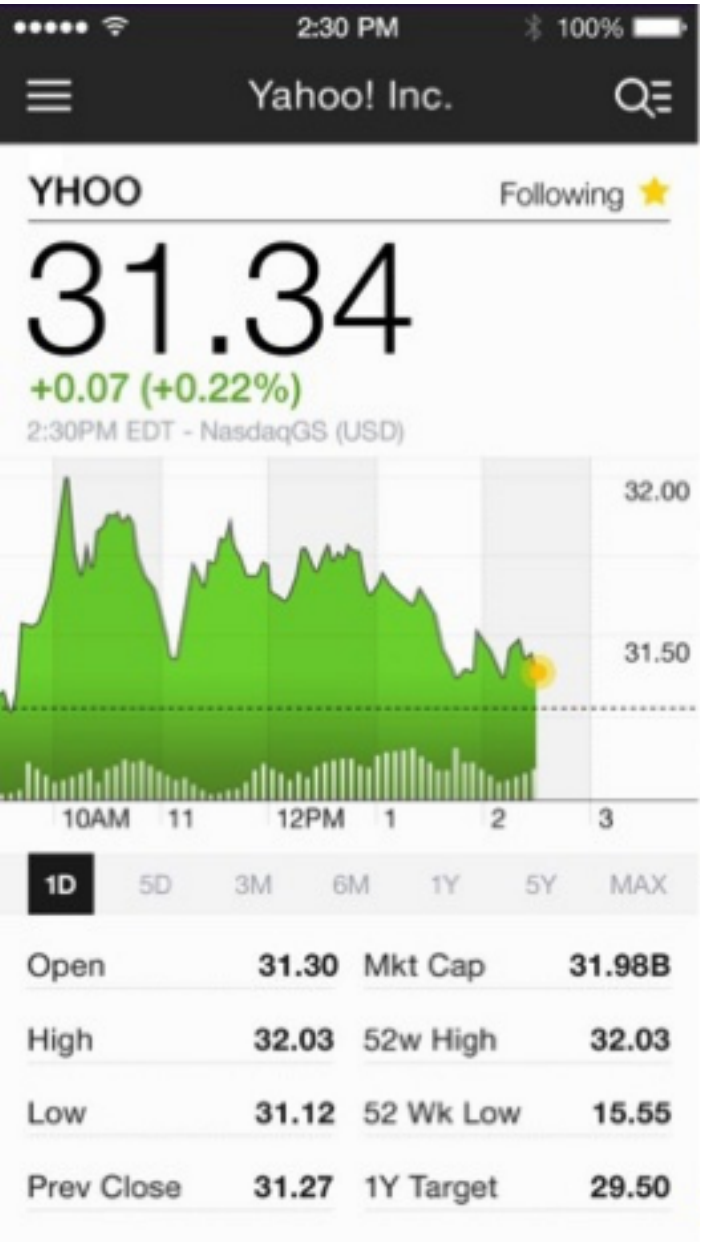 2:30 PM 100%
Yahoo! Inc.
YHOO Following
31.34
+0.07 (+0.22%)
2:30PM EDT - NasdaqGS (USD)
32.00
31.50
10AM 11 12PM 1 2 3
1D 5D 3M 6M 1Y 5Y MAX
Open 31.30 Mkt Cap 31.98B
High 32.03 52w High 32.03
Low 31.12 52 Wk Low 15.55
Prev Close 31.27 1Y Target 29.50